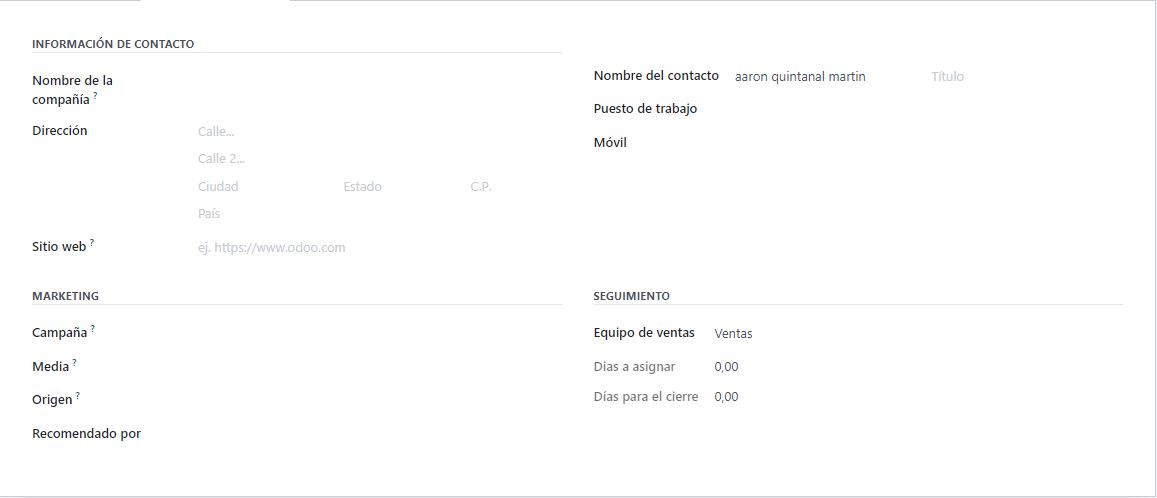 INFORMACIÓN DE CONTACTO
Nombre de la
compañía ?
Dirección
Calle...
Calle 2...
Ciudad Estado C.P.
País
Sitio web ? ej. https://www.odoo.com
Nombre del contacto aaron quintanal martin Título
Puesto de trabajo
Móvil
MARKETING
Campaña ?
Media ?
Origen ?
Recomendado por
SEGUIMIENTO
Equipo de ventas Ventas
Días a asignar 0,00
Días para el cierre 0,00